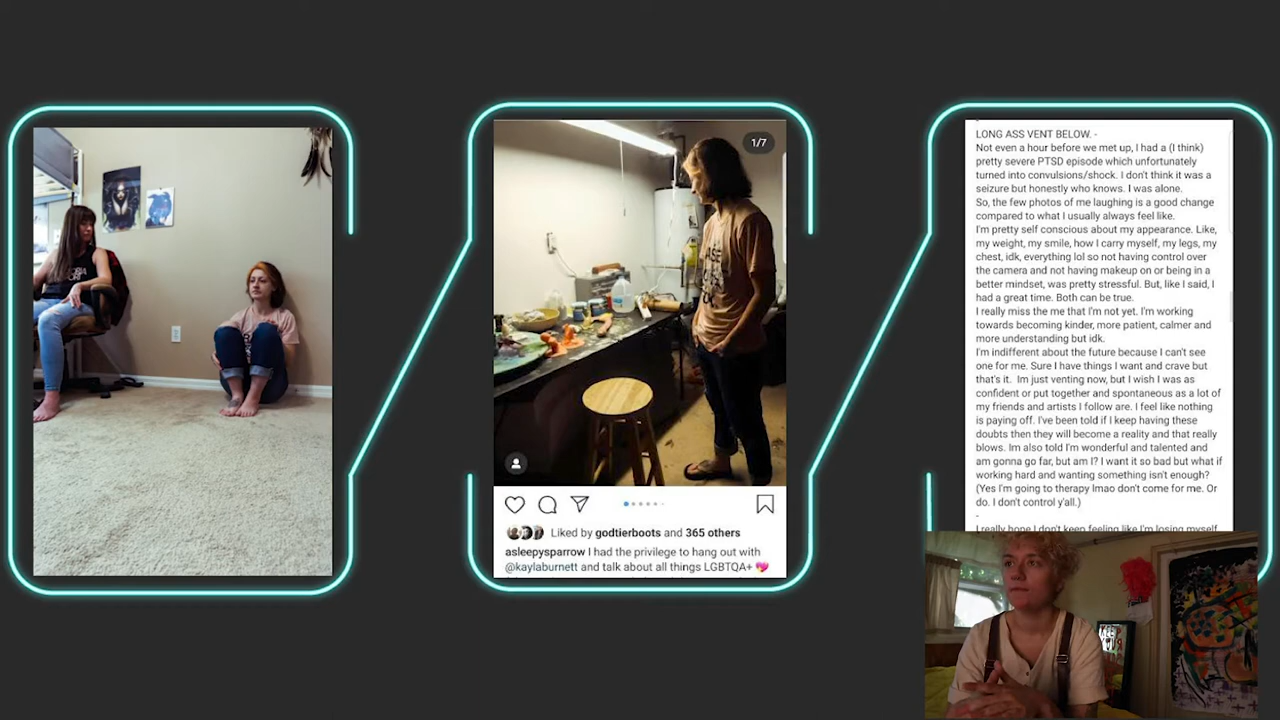 1/7
Liked by godtierboots and 365 others
asleepysparrow I had the privilege to hang out with
@kaylaburnett and talk about all things LGBTQA+ 💖
LONG ASS VENT BELOW. -
Not even a hour before we met up, I had a (I think)
pretty severe PTSD episode which unfortunately
turned into convulsions/shock. I don't think it was a
seizure but honestly who knows. I was alone.
So, the few photos of me laughing is a good change
compared to what I usually always feel like.
I'm pretty self conscious about my appearance. Like,
my weight, my smile, how I carry myself, my legs, my
chest, idk, everything lol so not having control over
the camera and not having makeup on or being in a
better mindset, was pretty stressful. But, like I said, I
had a great time. Both can be true.
I really miss the me that I'm not yet. I'm working
towards becoming kinder, more patient, calmer and
more understanding but idk.
I'm indifferent about the future because I can't see
one for me. Sure I have things I want and crave but
that's it. Im just venting now, but I wish I was as
confident or put together and spontaneous as a lot of
my friends and artists I follow are. I feel like nothing
is paying off. I've been told if I keep having these
doubts then they will become a reality and that really
blows. Im also told I'm wonderful and talented and
am gonna go far, but am I? I want it so bad but what if
working hard and wanting something isn't enough?
(Yes I'm going to therapy lmao don't come for me. Or
do. I don't control y'all.)
-
I really hope I don't keep feeling like I'm losing myself